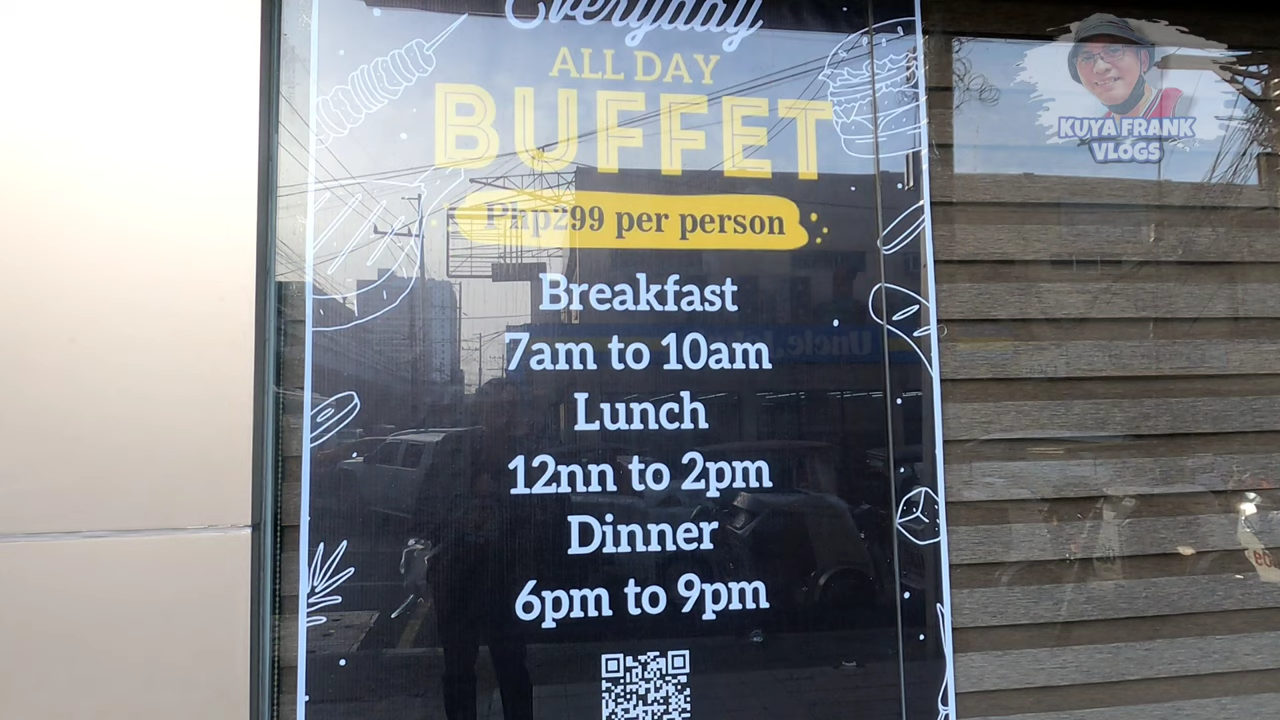 Everyday
ALL DAY
BUFFET
Php299 per person
Breakfast
7am to 10am
Lunch
12nn to 2pm
Dinner
6pm to 9pm
KUYA FRANK
VLOGS